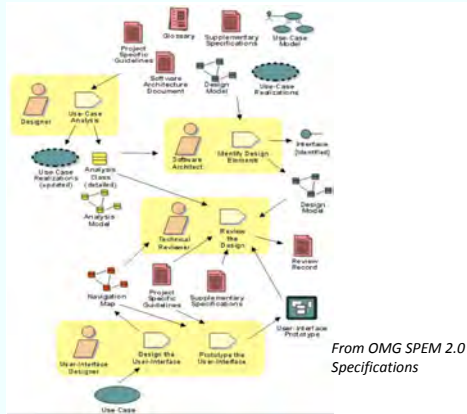 Glossary
Supplementary
Specifications
Use-Case
Model
Project
Specific
Guidelines
Software
Architecture
Document
Design
Model
Use-Case
Realizations
Designer
Use-Case
Analysis
Software
Architect
Identify Design
Elements
Interface
[Identified]
Use Case
Realizations
(updated)
Analysis
Class
(detailed)
Analysis
Model
Design
Model
Technical
Reviewer
Review
the
Design
Review
Record
Navigation
Map
Project
Specific
Guidelines
Supplementary
Specifications
User-Interface
Prototype
User-Interface
Designer
Design the
User-Interface
Prototype the
User-Interface
Use Case
From OMG SPEM 2.0
Specifications